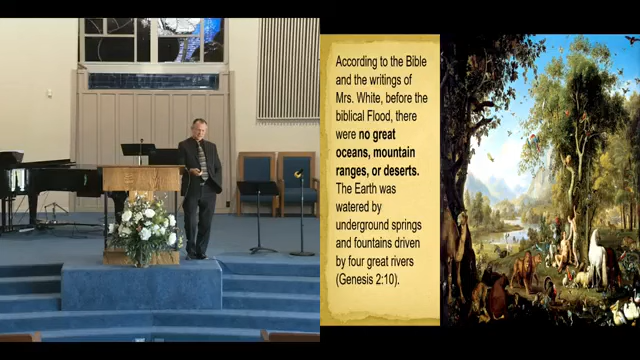 According to the Bible
and the writings of
Mrs. White, before the
biblical Flood, there
were no great
oceans, mountain
ranges, or deserts.
The Earth was
watered by
underground springs
and fountains driven
by four great rivers
(Genesis 2:10).